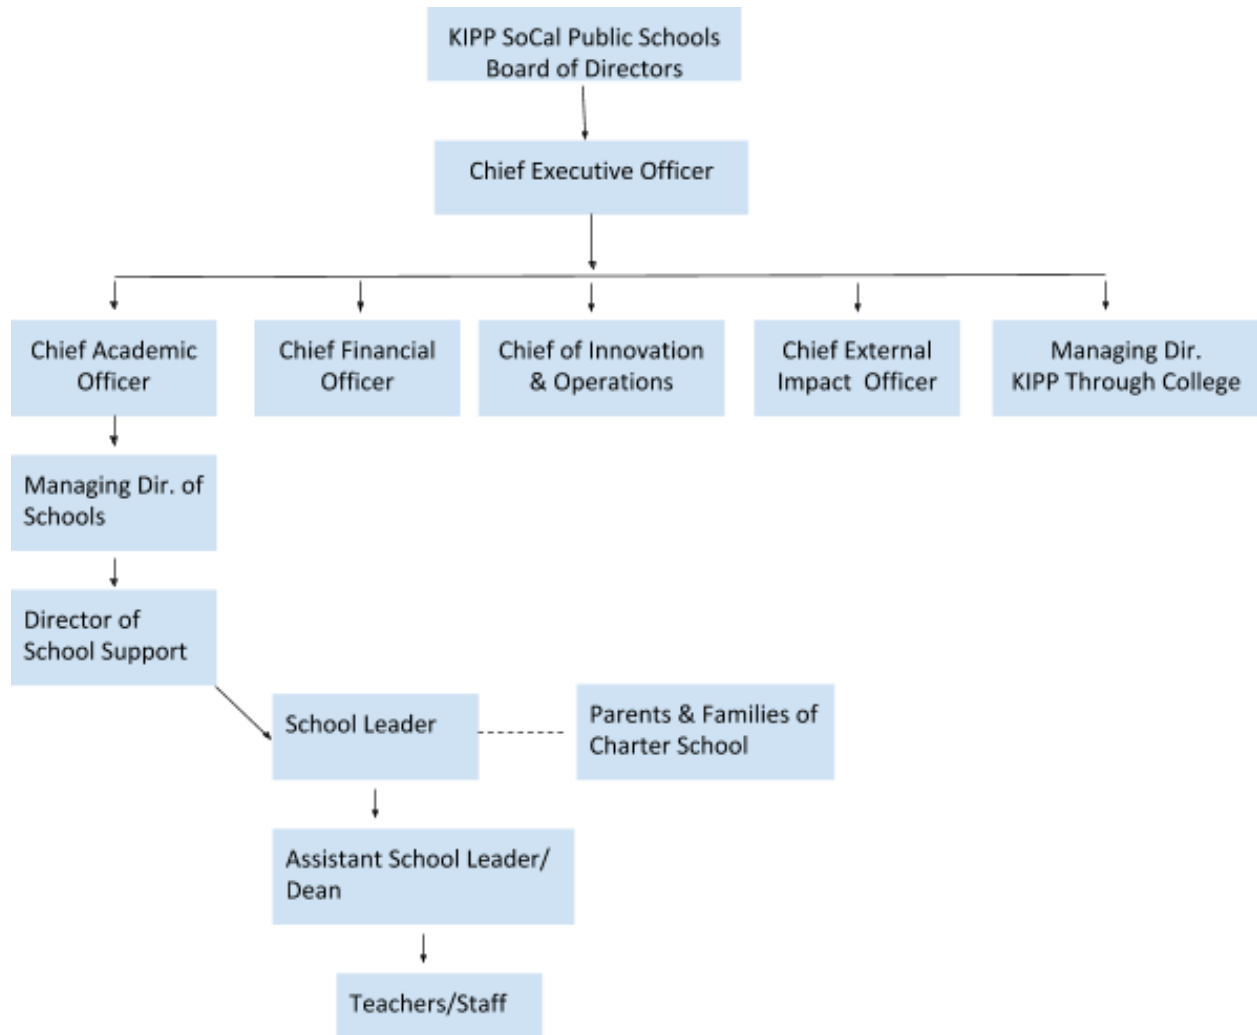 KIPP SoCal Public Schools
Board of Directors
Chief Executive Officer
Chief Academic
Officer
Chief Financial
Officer
Chief of Innovation
& Operations
Chief External
Impact Officer
Managing Dir.
KIPP Through College
Managing Dir. of
Schools
Director of
School Support
School Leader
Parents & Families of
Charter School
Assistant School Leader/
Dean
Teachers/Staff